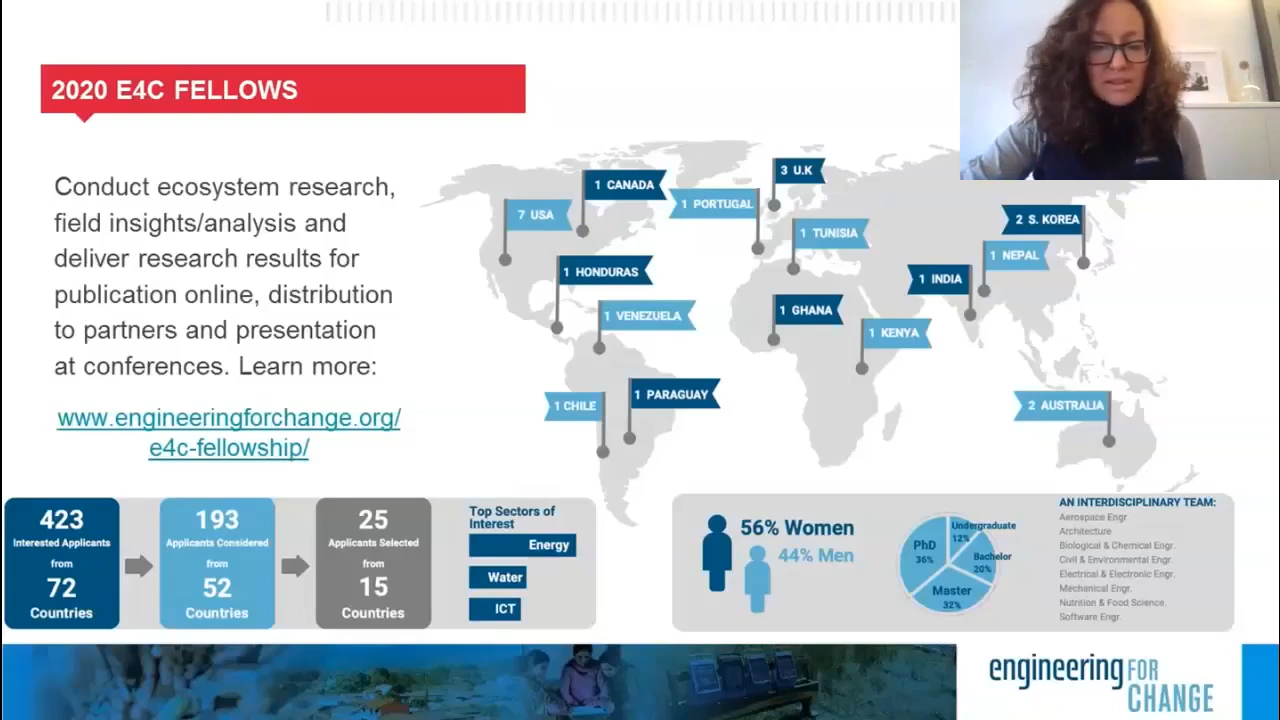 2020 E4C FELLOWS
Conduct ecosystem research,
field insights/analysis and
deliver research results for
publication online, distribution
to partners and presentation
at conferences. Learn more:
www.engineeringforchange.org/
e4c-fellowship/
7 USA
1 CANADA
1 PORTUGAL
3 U.K
1 TUNISIA
2 S. KOREA
1 NEPAL
1 INDIA
1 HONDURAS
1 VENEZUELA
1 GHANA
1 KENYA
1 CHILE
1 PARAGUAY
2 AUSTRALIA
423
Interested Applicants
from
72
Countries
193
Applicants Considered
from
52
Countries
25
Applicants Selected
from
15
Countries
Top Sectors of
Interest
Energy
Water
ICT
56% Women
44% Men
Undergraduate
12%
PhD
36%
Bachelor
20%
Master
32%
AN INTERDISCIPLINARY TEAM:
Aerospace Engr
Architecture
Biological & Chemical Engr.
Civil & Environmental Engr.
Electrical & Electronic Engr.
Mechanical Engr.
Nutrition & Food Science.
Software Engr.
engineering FOR
CHANGE